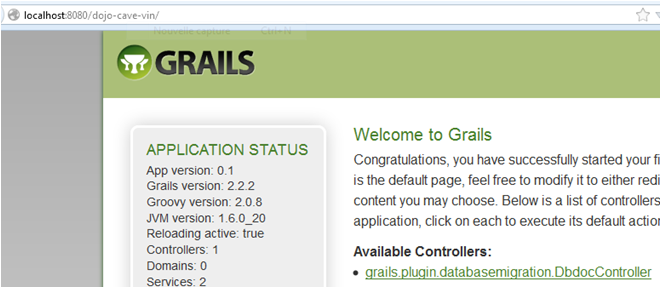 localhost:8080/dojo-cave-vin/
Nouvelle capture Ctrl+N
GRAILS
APPLICATION STATUS
App version: 0.1
Grails version: 2.2.2
Groovy version: 2.0.8
JVM version: 1.6.0_20
Reloading active: true
Controllers: 1
Domains: 0
Services: 2
Welcome to Grails
Congratulations, you have successfully started your fi
is the default page, feel free to modify it to either redi
content you may choose. Below is a list of controllers
application, click on each to execute its default action
Available Controllers:
grails.plugin.databasemigration.DbdocController